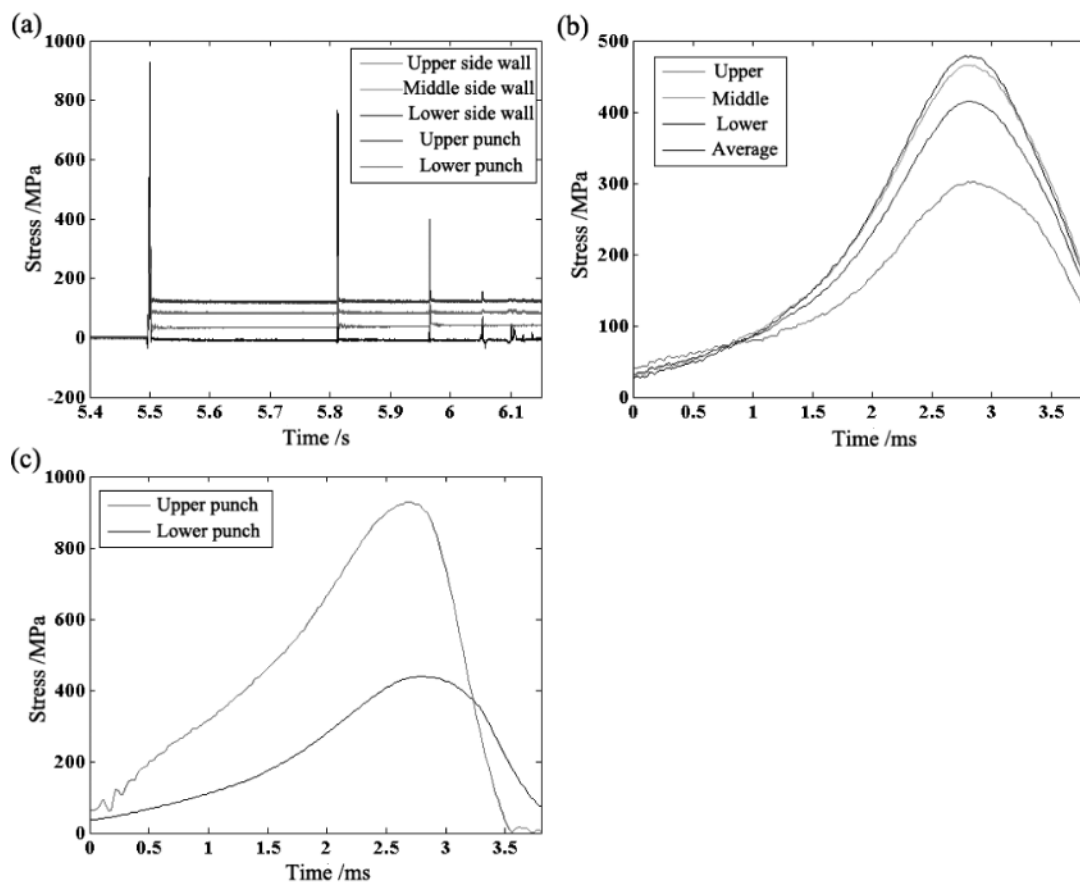 (a)
1000
800
600
400
200
0
-200
Stress /MPa
Upper side wall
Middle side wall
Lower side wall
Upper punch
Lower punch
5.4 5.5 5.6 5.7 5.8 5.9 6 6.1
Time /s
(b)
500
400
300
200
100
0
Stress /MPa
Upper
Middle
Lower
Average
0 0.5 1 1.5 2 2.5 3 3.5
Time /ms
(c)
1000
800
600
400
200
0
Stress /MPa
Upper punch
Lower punch
0 0.5 1 1.5 2 2.5 3 3.5
Time /ms